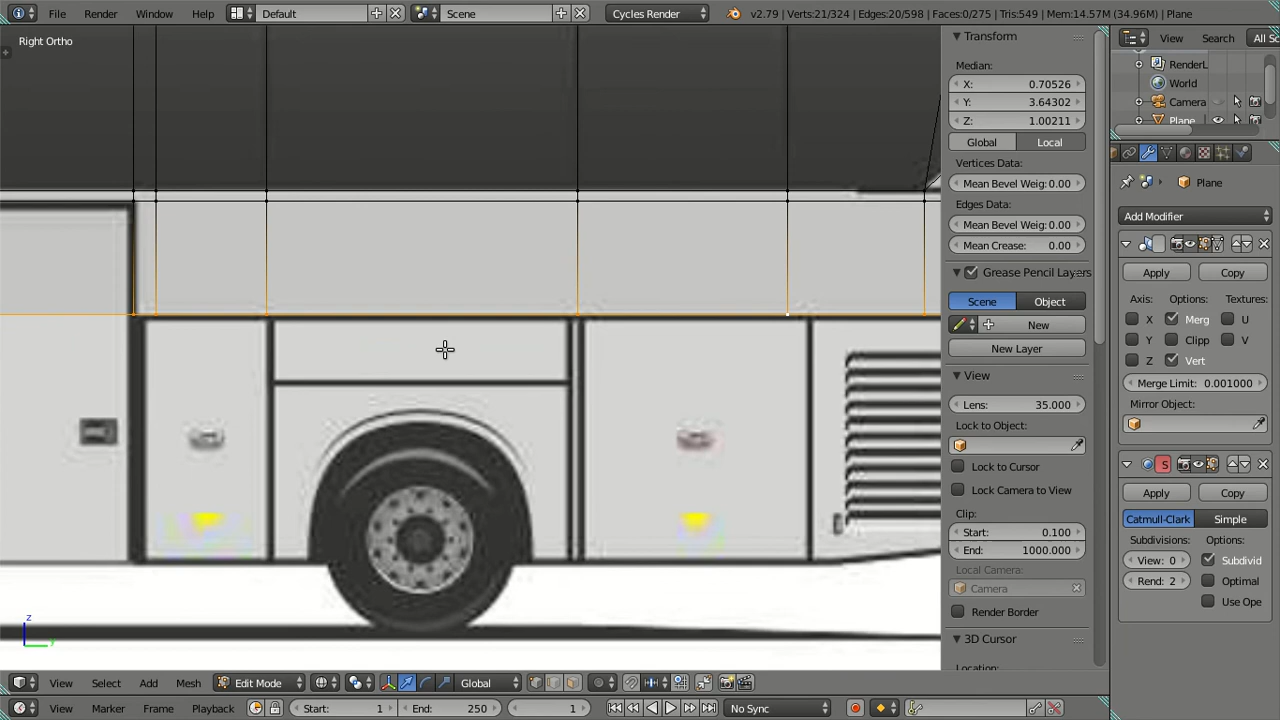 File Render Window Help Default Scene Cycles Render v2.79 | Verts:21/324 | Edges:20/598 | Faces:0/275 | Tris:549 | Mem:14.57M (34.96M) | Plane
Right Ortho
Transform
Median:
X: 0.70526
Y: 3.64302
Z: 1.00211
Global Local
Vertices Data:
Mean Bevel Weig: 0.00
Edges Data:
Mean Bevel Weig: 0.00
Mean Crease: 0.00
Grease Pencil Layers
Scene Object
New
New Layer
View
Lens: 35.000
Lock to Object:
Lock to Cursor
Lock Camera to View
Clip:
Start: 0.100
End: 1000.000
Local Camera:
Camera
Render Border
3D Cursor
Location:
View Search All Sc
RenderL
World
Camera
Plane
Plane
Add Modifier
Apply Copy
Axis: Options: Textures:
X Merg U
Y Clipp V
Z Vert
Merge Limit: 0.001000
Mirror Object:
S
Apply Copy
Catmull-Clark Simple
Subdivisions: Options:
View: 0 Subdivid
Rend: 2 Optimal
Use Ope
z
y
View Select Add Mesh Edit Mode Global
View Marker Frame Playback Start: 1 End: 250 1 No Sync